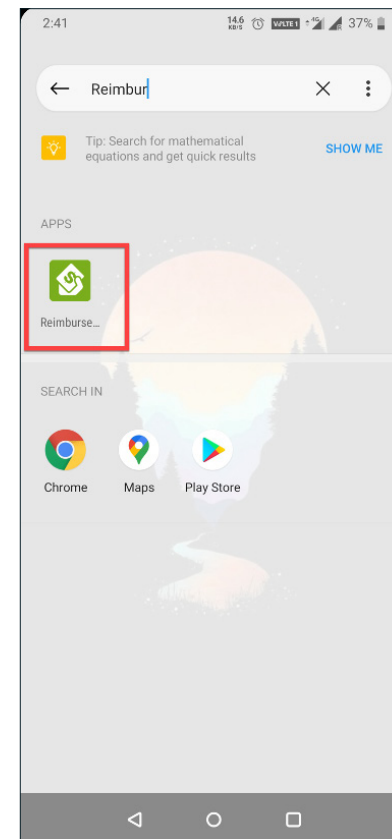 2:41
14.6 KB/S VoLTE1 4G R 37%
Reimbur
Tip: Search for mathematical
equations and get quick results
SHOW ME
APPS
Reimburse...
SEARCH IN
Chrome Maps Play Store